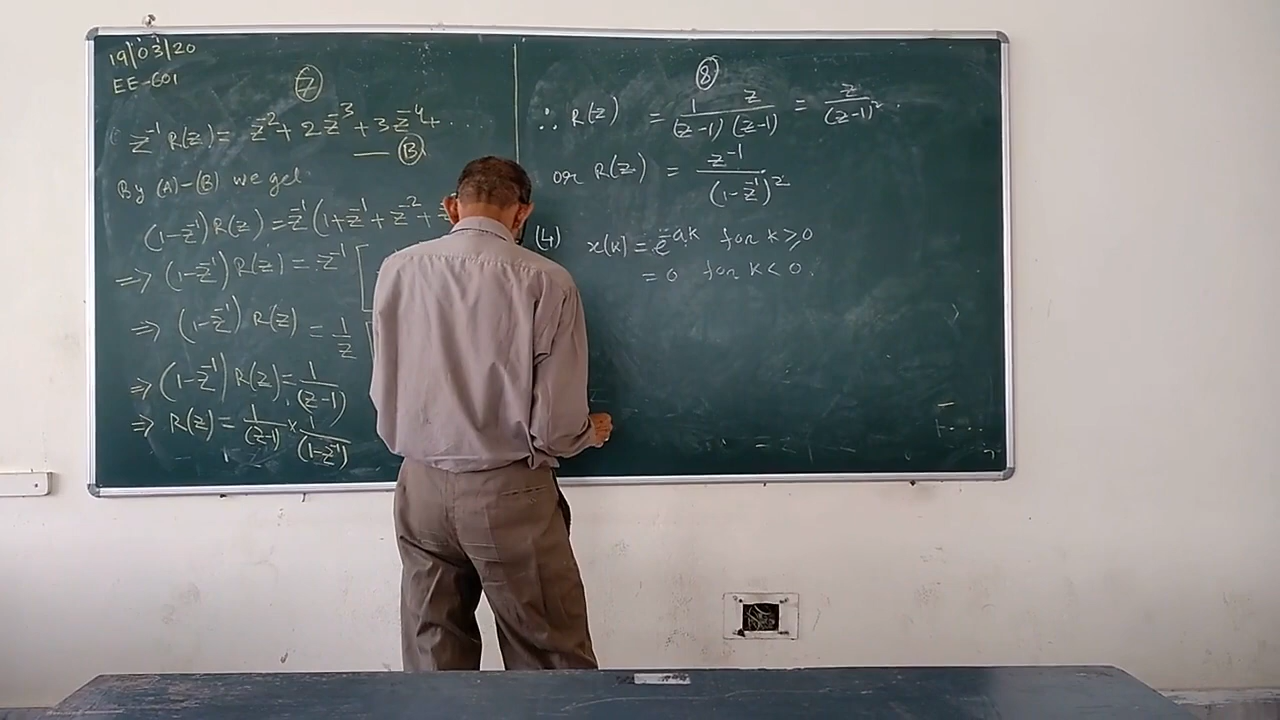 19/03/20
EE-601
7
z⁻¹ R(z) = z⁻² + 2z⁻³ + 3z⁻⁴ + ...
— (B)
By (A)-(B) we get
(1-z⁻¹) R(z) = z⁻¹ (1+z⁻¹+z⁻²+
⇒ (1-z⁻¹) R(z) = z⁻¹ [
⇒ (1-z⁻¹) R(z) = 1/z [
⇒ (1-z⁻¹) R(z) = 1/(z-1)
⇒ R(z) = 1/(z-1) × 1/(1-z⁻¹)
8
∴ R(z) = 1/(z-1) z/(z-1) = z/(z-1)² .
or R(z) = z⁻¹/(1-z⁻¹)²
(4) x(k) = e⁻ᵃᵏ for k ≥ 0
= 0 for k < 0.